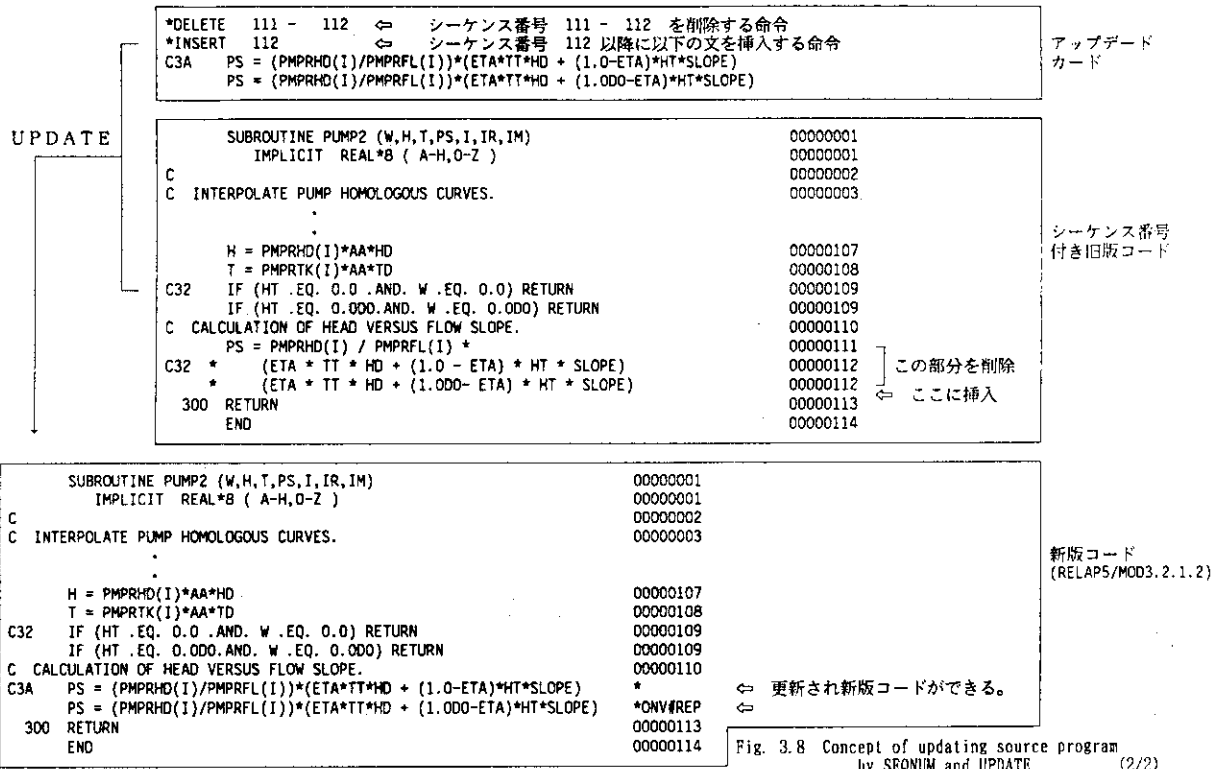 *DELETE 111 - 112 ⇦ シーケンス番号 111 - 112 を削除する命令
*INSERT 112 ⇦ シーケンス番号 112 以降に以下の文を挿入する命令
C3A PS = (PMPRHD(I)/PMPRFL(I))*(ETA*TT*HD + (1.0-ETA)*HT*SLOPE)
PS = (PMPRHD(I)/PMPRFL(I))*(ETA*TT*HD + (1.0D0-ETA)*HT*SLOPE)
アップデード
カード
UPDATE
SUBROUTINE PUMP2 (W,H,T,PS,I,IR,IM) 00000001
IMPLICIT REAL*8 ( A-H,O-Z ) 00000001
C 00000002
C INTERPOLATE PUMP HOMOLOGOUS CURVES. 00000003
.
.
H = PMPRHD(I)*AA*HD 00000107
T = PMPRTK(I)*AA*TD 00000108
C32 IF (HT .EQ. 0.0 .AND. W .EQ. 0.0) RETURN 00000109
IF (HT .EQ. 0.0D0.AND. W .EQ. 0.0D0) RETURN 00000109
C CALCULATION OF HEAD VERSUS FLOW SLOPE. 00000110
PS = PMPRHD(I) / PMPRFL(I) * 00000111
C32 * (ETA * TT * HD + (1.0 - ETA) * HT * SLOPE) 00000112 この部分を削除
* (ETA * TT * HD + (1.0D0- ETA) * HT * SLOPE) 00000112
⇦ ここに挿入
300 RETURN 00000113
END 00000114
シーケンス番号
付き旧版コード
SUBROUTINE PUMP2 (W,H,T,PS,I,IR,IM) 00000001
IMPLICIT REAL*8 ( A-H,O-Z ) 00000001
C 00000002
C INTERPOLATE PUMP HOMOLOGOUS CURVES. 00000003
.
.
H = PMPRHD(I)*AA*HD 00000107
T = PMPRTK(I)*AA*TD 00000108
C32 IF (HT .EQ. 0.0 .AND. W .EQ. 0.0) RETURN 00000109
IF (HT .EQ. 0.0D0.AND. W .EQ. 0.0D0) RETURN 00000109
C CALCULATION OF HEAD VERSUS FLOW SLOPE. 00000110
C3A PS = (PMPRHD(I)/PMPRFL(I))*(ETA*TT*HD + (1.0-ETA)*HT*SLOPE) * ⇦ 更新され新版コードができる。
PS = (PMPRHD(I)/PMPRFL(I))*(ETA*TT*HD + (1.0D0-ETA)*HT*SLOPE) *ONV#REP ⇦
300 RETURN 00000113
END 00000114
新版コード
(RELAP5/MOD3.2.1.2)
Fig. 3.8 Concept of updating source program
by SEQNUM and UPDATE (2/2)